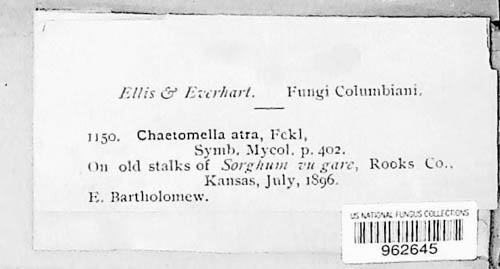 Ellis & Everhart. Fungi Columbiani.
1150. Chaetomella atra, Fckl,
Symb. Mycol. p. 402.
On old stalks of Sorghum vu gare, Rooks Co.,
Kansas, July, 1896.
E. Bartholomew.
US NATIONAL FUNGUS COLLECTIONS
962645